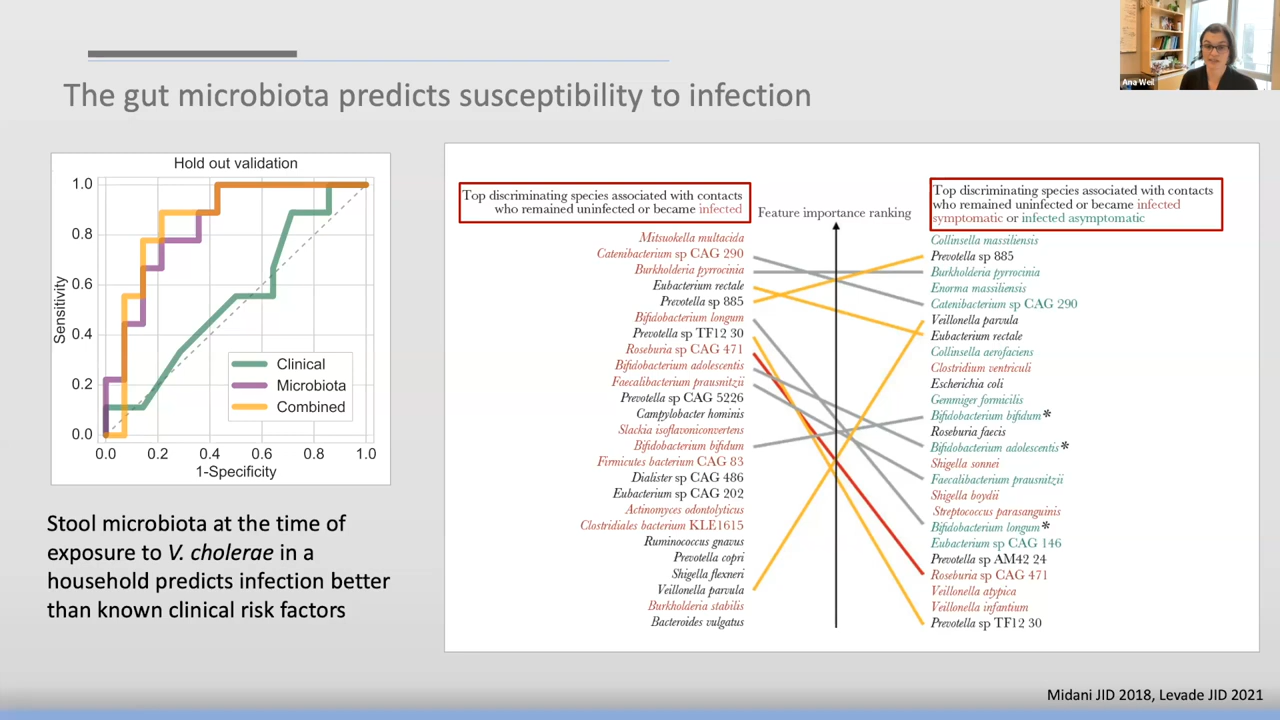 Ana Weil
The gut microbiota predicts susceptibility to infection
Hold out validation
1.0
0.8
0.6
0.4
0.2
0.0
Sensitivity
0.0 0.2 0.4 0.6 0.8 1.0
1-Specificity
Clinical
Microbiota
Combined
Stool microbiota at the time of
exposure to V. cholerae in a
household predicts infection better
than known clinical risk factors
Top discriminating species associated with contacts
who remained uninfected or became infected
Feature importance ranking
Mitsuokella multacida
Catenibacterium sp CAG 290
Burkholderia pyrrocinia
Eubacterium rectale
Prevotella sp 885
Bifidobacterium longum
Prevotella sp TF12 30
Roseburia sp CAG 471
Bifidobacterium adolescentis
Faecalibacterium prausnitzii
Prevotella sp CAG 5226
Campylobacter hominis
Slackia isoflavoniconvertens
Bifidobacterium bifidum
Firmicutes bacterium CAG 83
Dialister sp CAG 486
Eubacterium sp CAG 202
Actinomyces odontolyticus
Clostridiales bacterium KLE1615
Ruminococcus gnavus
Prevotella copri
Shigella flexneri
Veillonella parvula
Burkholderia stabilis
Bacteroides vulgatus
Top discriminating species associated with contacts
who remained uninfected or became infected
symptomatic or infected asymptomatic
Collinsella massiliensis
Prevotella sp 885
Burkholderia pyrrocinia
Enorma massiliensis
Catenibacterium sp CAG 290
Veillonella parvula
Eubacterium rectale
Collinsella aerofaciens
Clostridium ventriculi
Escherichia coli
Gemmiger formicilis
Bifidobacterium bifidum*
Roseburia faecis
Bifidobacterium adolescentis*
Shigella sonnei
Faecalibacterium prausnitzii
Shigella boydii
Streptococcus parasanguinis
Bifidobacterium longum*
Eubacterium sp CAG 146
Prevotella sp AM42 24
Roseburia sp CAG 471
Veillonella atypica
Veillonella infantium
Prevotella sp TF12 30
Midani JID 2018, Levade JID 2021